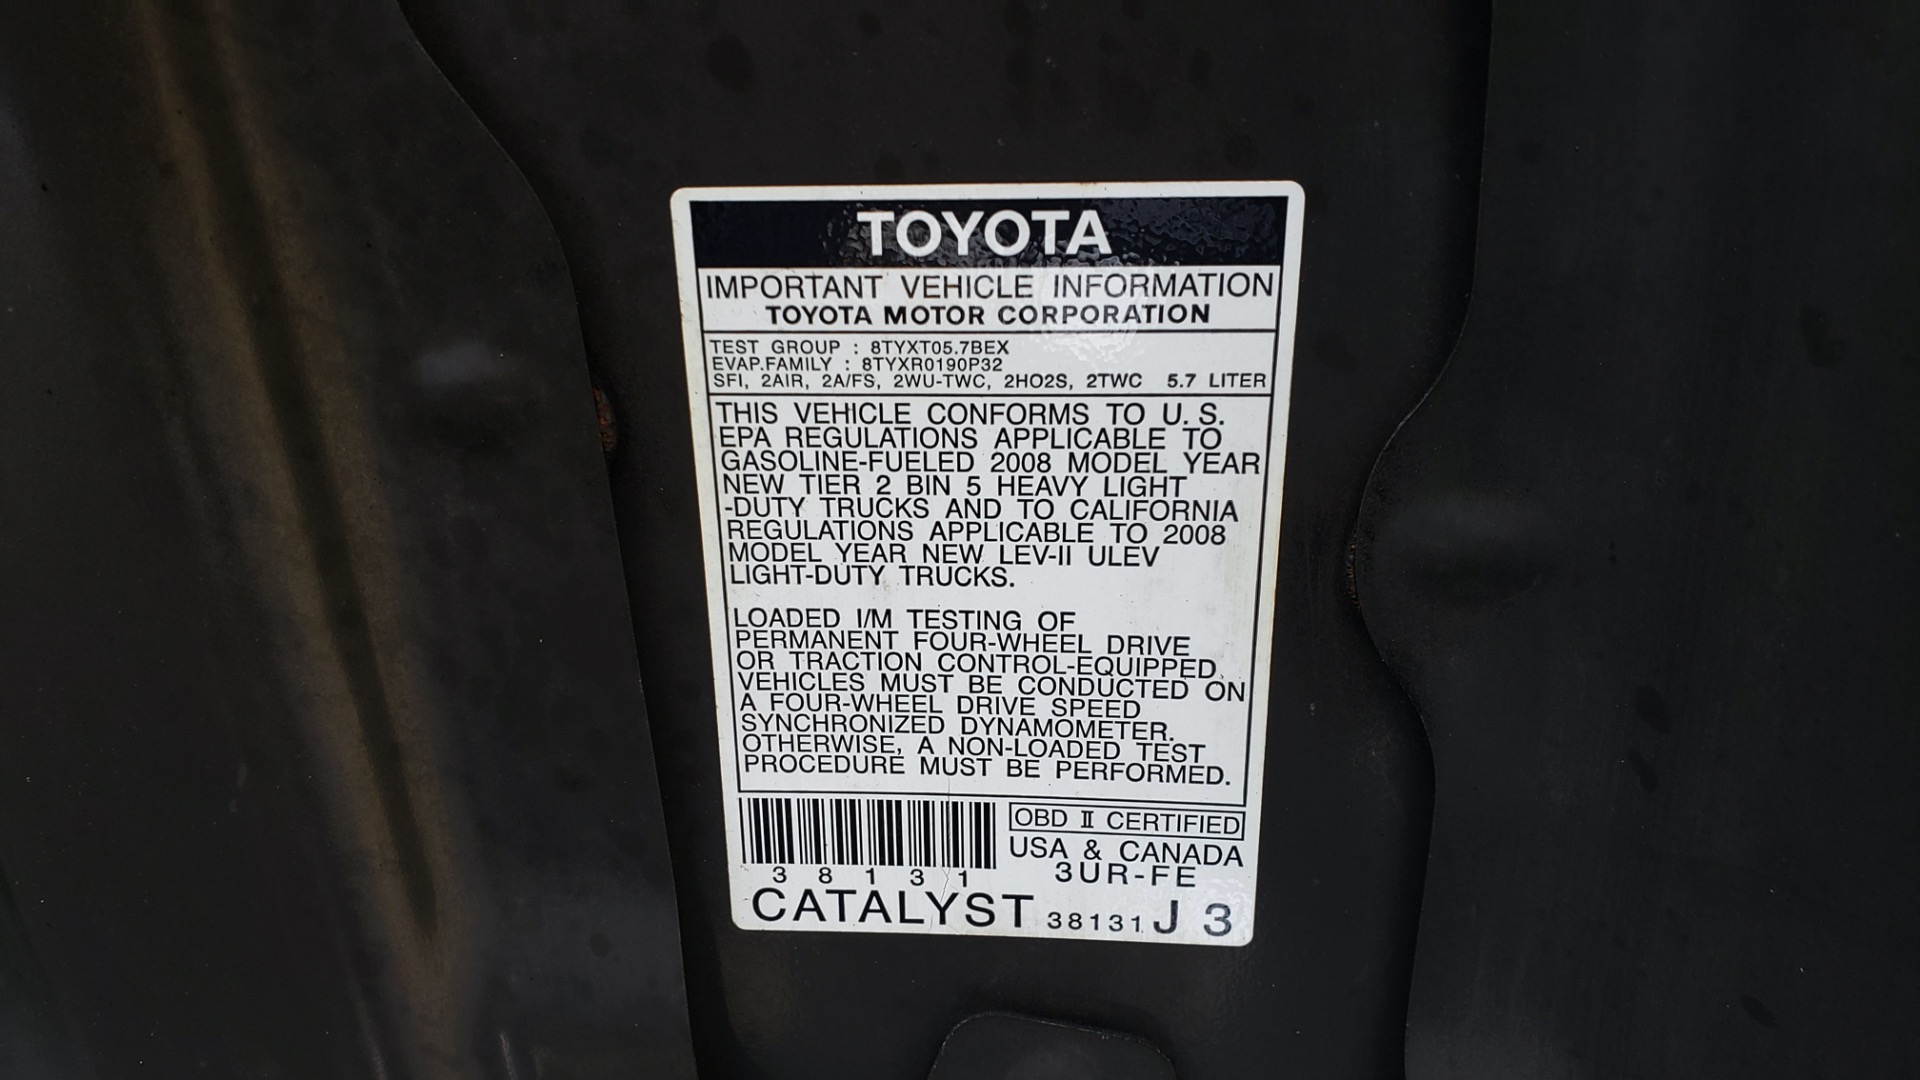 TOYOTA
IMPORTANT VEHICLE INFORMATION
TOYOTA MOTOR CORPORATION
TEST GROUP : 8TYXT05.7BEX
EVAP.FAMILY : 8TYXR0190P32
SFI, 2AIR, 2A/FS, 2WU-TWC, 2HO2S, 2TWC 5.7 LITER
THIS VEHICLE CONFORMS TO U.S.
EPA REGULATIONS APPLICABLE TO
GASOLINE-FUELED 2008 MODEL YEAR
NEW TIER 2 BIN 5 HEAVY LIGHT
-DUTY TRUCKS AND TO CALIFORNIA
REGULATIONS APPLICABLE TO 2008
MODEL YEAR NEW LEV-II ULEV
LIGHT-DUTY TRUCKS.
LOADED I/M TESTING OF
PERMANENT FOUR-WHEEL DRIVE
OR TRACTION CONTROL-EQUIPPED
VEHICLES MUST BE CONDUCTED ON
A FOUR-WHEEL DRIVE SPEED
SYNCHRONIZED DYNAMOMETER.
OTHERWISE, A NON-LOADED TEST
PROCEDURE MUST BE PERFORMED.
OBD II CERTIFIED
USA & CANADA
3UR-FE
3 8 1 3 1
CATALYST 38131 J 3